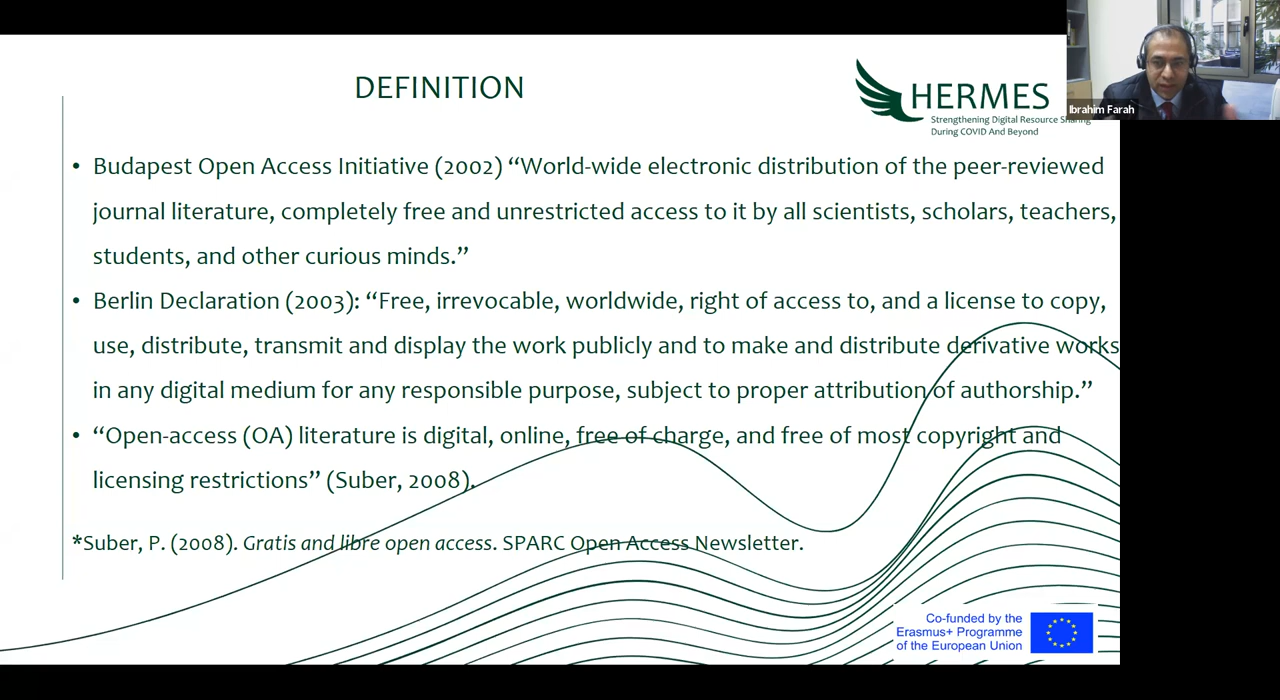 DEFINITION
HERMES
Strengthening Digital Resource Sharing
During COVID And Beyond
Ibrahim Farah
• Budapest Open Access Initiative (2002) “World-wide electronic distribution of the peer-reviewed
journal literature, completely free and unrestricted access to it by all scientists, scholars, teachers,
students, and other curious minds.”
• Berlin Declaration (2003): “Free, irrevocable, worldwide, right of access to, and a license to copy,
use, distribute, transmit and display the work publicly and to make and distribute derivative works
in any digital medium for any responsible purpose, subject to proper attribution of authorship.”
• “Open-access (OA) literature is digital, online, free of charge, and free of most copyright and
licensing restrictions” (Suber, 2008).
*Suber, P. (2008). Gratis and libre open access. SPARC Open Access Newsletter.
Co-funded by the
Erasmus+ Programme
of the European Union